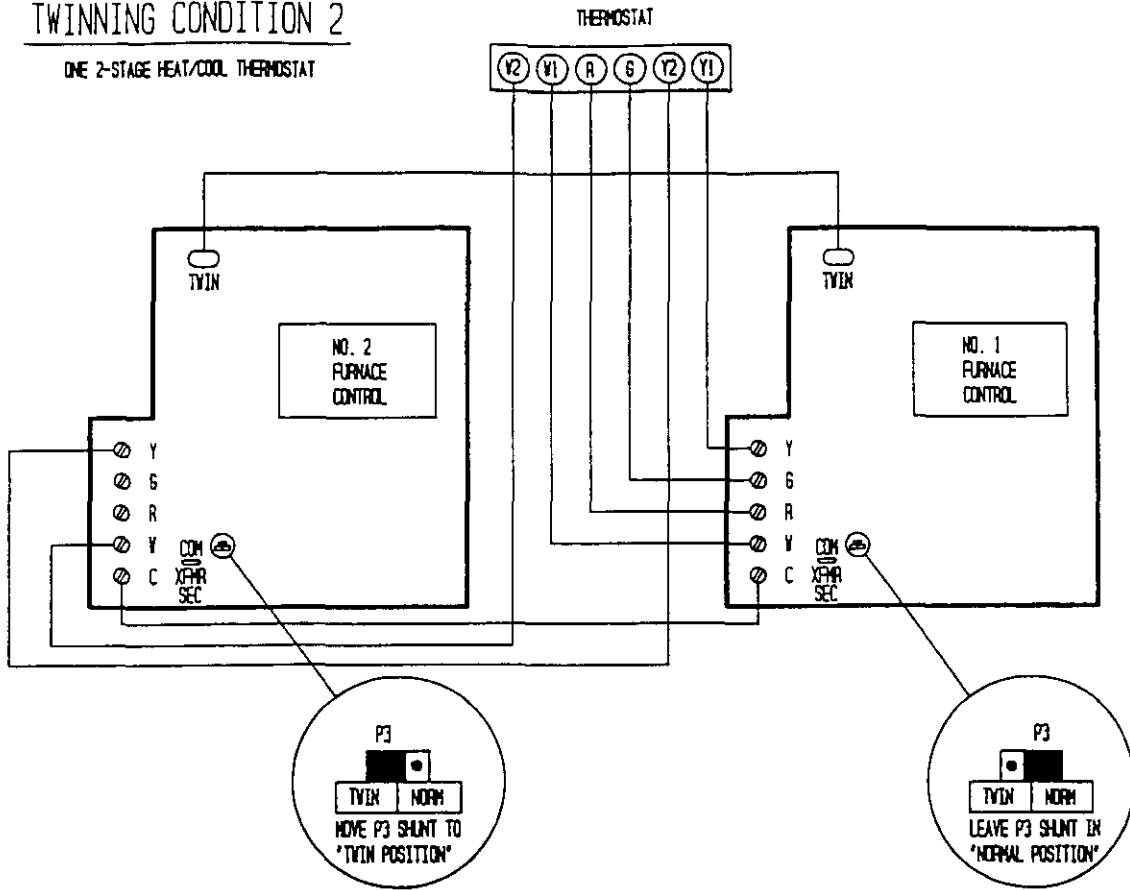 TWINNING CONDITION 2
ONE 2-STAGE HEAT/COOL THERMOSTAT
THERMOSTAT
W2 W1 R G Y2 Y1
TWIN
NO. 2
FURNACE
CONTROL
Y
G
R
W
C
COM
XFMR
SEC
TWIN
NO. 1
FURNACE
CONTROL
Y
G
R
W
C
COM
XFMR
SEC
P3
TWIN NORM
MOVE P3 SHUNT TO
"TWIN POSITION"
P3
TWIN NORM
LEAVE P3 SHUNT IN
"NORMAL POSITION"